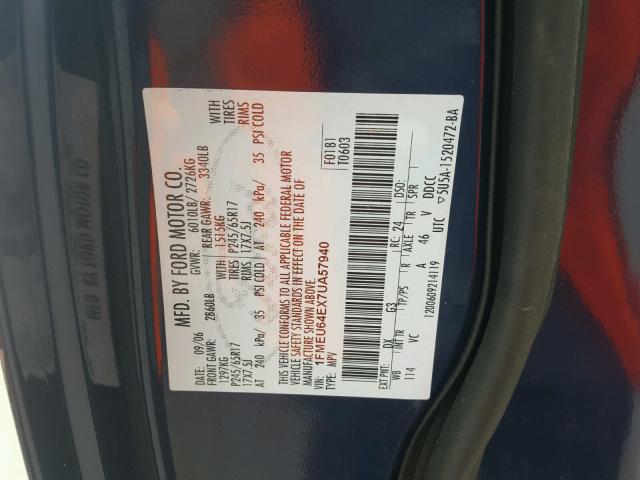 MFD. BY FORD MOTOR CO.
09/06 GVWR: 6010LB/ 2726KG
FRONT GAWR: 2860LB REAR GAWR: 3340LB WITH
1297KG 1515KG TIRES
P245/65R17 P245/65R17 RIMS
17X7.5J 17X7.5J WITH
AT 240 kPa/ 35 PSI COLD AT 240 kPa/ 35 PSI COLD TIRES
RIMS
THIS VEHICLE CONFORMS TO ALL APPLICABLE FEDERAL MOTOR
VEHICLE SAFETY STANDARDS IN EFFECT ON THE DATE OF
MANUFACTURE SHOWN ABOVE.
VIN: 1FMEU64EX7UA57940
TYPE: MPV
F0181
T0603
EXT PNT: DX G3 RC: 24 DSO:
WB INT TR TP/PS R AXLE TR SPR
114 VC A 46 V DDCC
1200609214119 UTC ▽5U5A-1520472-BA